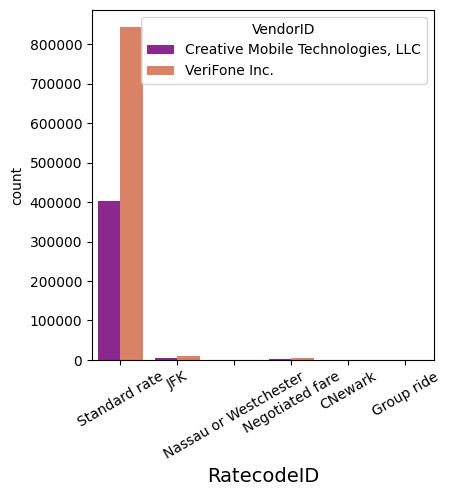 VendorID
Creative Mobile Technologies, LLC
VeriFone Inc.
800000
700000
600000
500000
400000
300000
200000
100000
0
count
Standard rate
JFK
Nassau or Westchester
Negotiated fare
CNewark
Group ride
RatecodeID